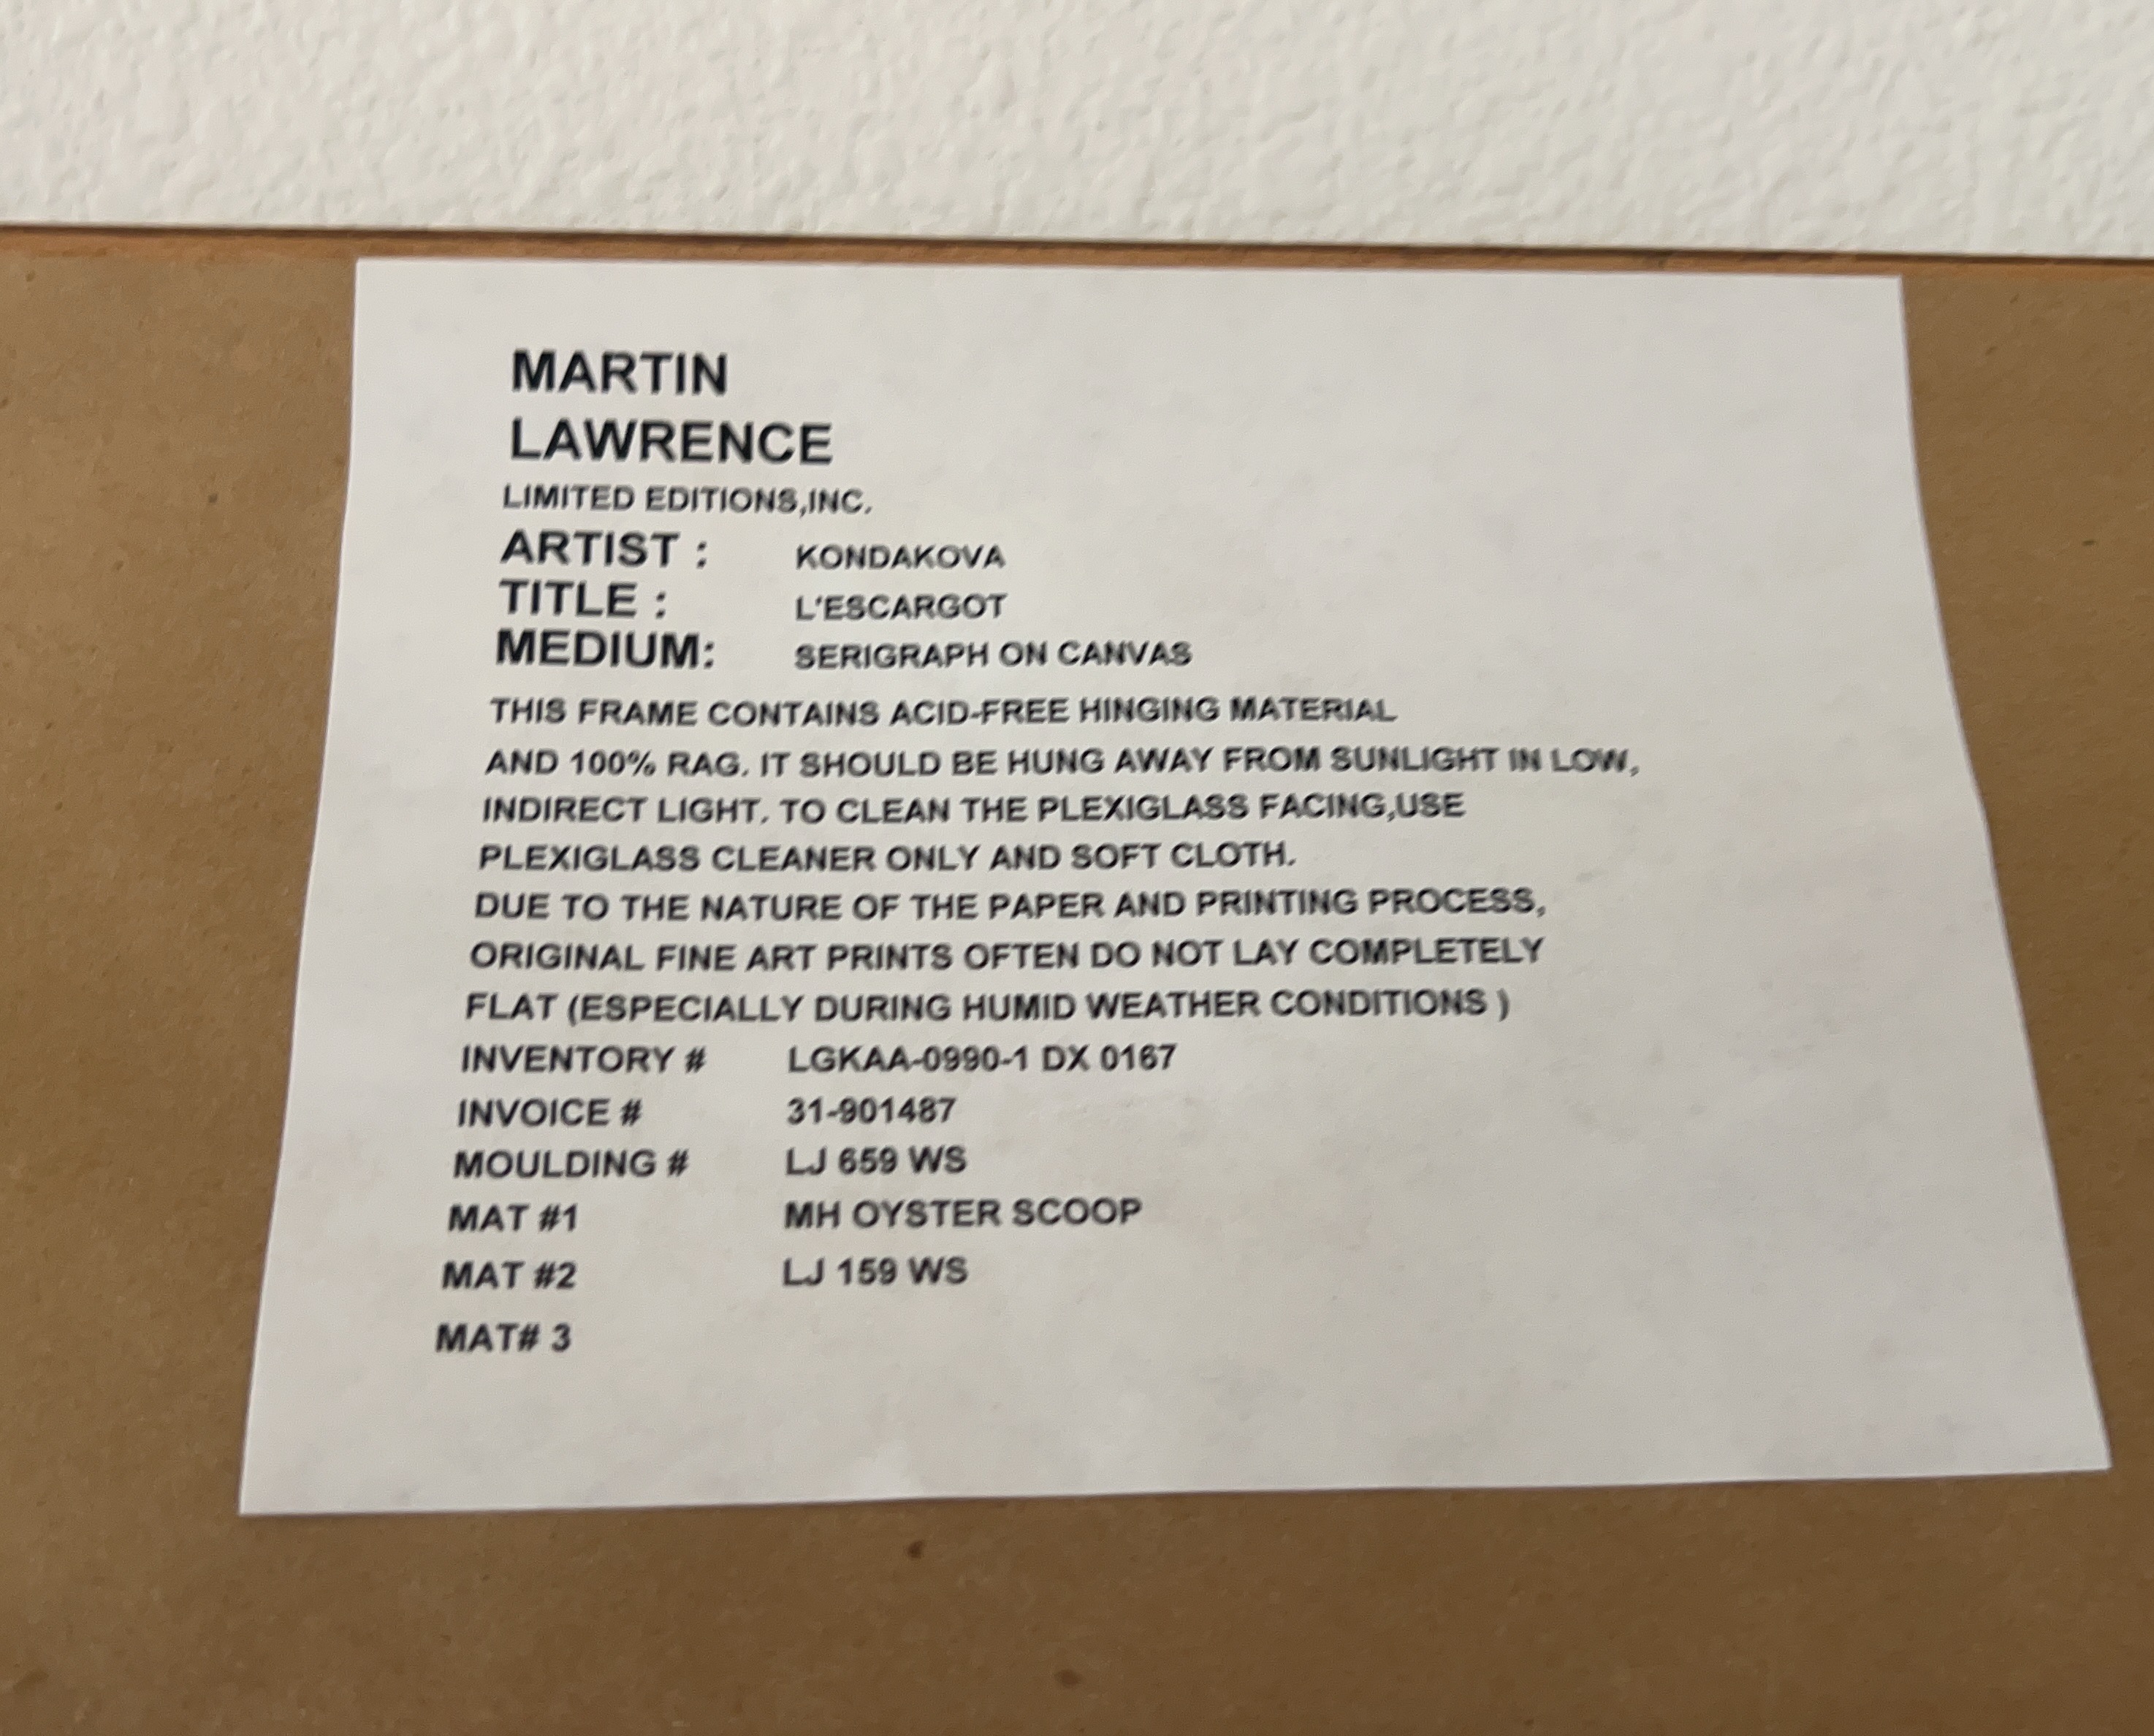 MARTIN
LAWRENCE
LIMITED EDITIONS,INC.
ARTIST : KONDAKOVA
TITLE : L'ESCARGOT
MEDIUM: SERIGRAPH ON CANVAS
THIS FRAME CONTAINS ACID-FREE HINGING MATERIAL
AND 100% RAG. IT SHOULD BE HUNG AWAY FROM SUNLIGHT IN LOW,
INDIRECT LIGHT. TO CLEAN THE PLEXIGLASS FACING,USE
PLEXIGLASS CLEANER ONLY AND SOFT CLOTH.
DUE TO THE NATURE OF THE PAPER AND PRINTING PROCESS,
ORIGINAL FINE ART PRINTS OFTEN DO NOT LAY COMPLETELY
FLAT (ESPECIALLY DURING HUMID WEATHER CONDITIONS )
INVENTORY # LGKAA-0990-1 DX 0167
INVOICE # 31-901487
MOULDING # LJ 659 WS
MAT #1 MH OYSTER SCOOP
MAT #2 LJ 159 WS
MAT# 3